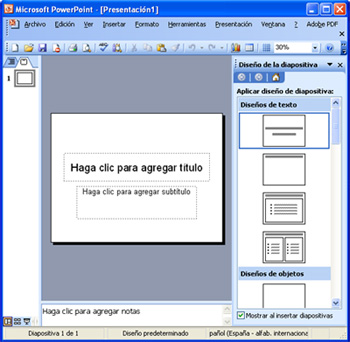 Microsoft PowerPoint - [Presentación1]
Archivo Edición Ver Insertar Formato Herramientas Presentación Ventana ? Adobe PDF
30%
Diseño de la diapositiva
Aplicar diseño de diapositiva:
Diseños de texto
1
Haga clic para agregar título
Haga clic para agregar subtítulo
Diseños de objetos
Mostrar al insertar diapositivas
Haga clic para agregar notas
Diapositiva 1 de 1 Diseño predeterminado pañol (España - alfab. internaciona